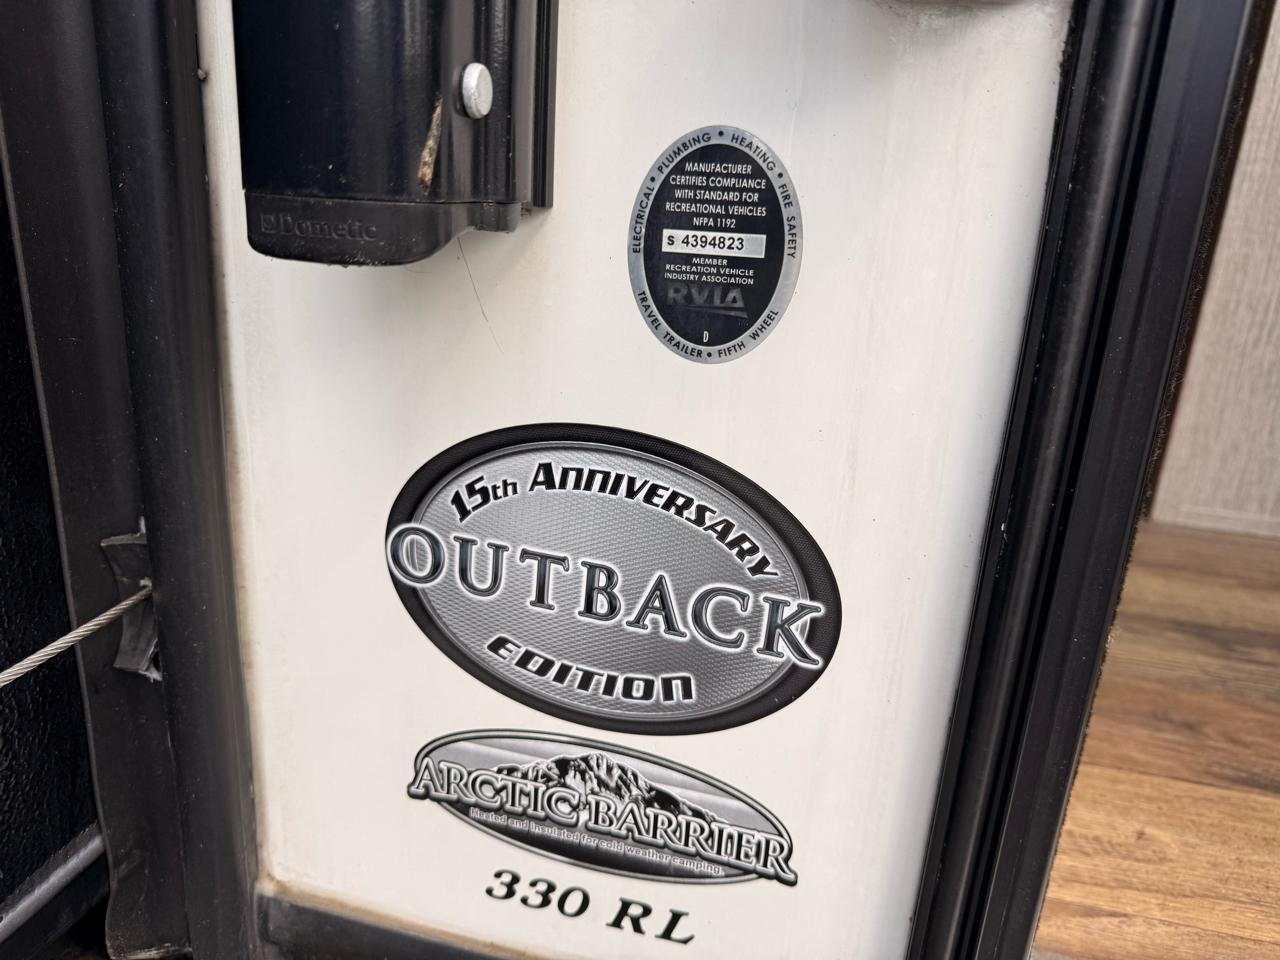 Dometic
ELECTRICAL • PLUMBING • HEATING • FIRE SAFETY
MANUFACTURER
CERTIFIES COMPLIANCE
WITH STANDARD FOR
RECREATIONAL VEHICLES
NFPA 1192
S 4394823
MEMBER
RECREATION VEHICLE
INDUSTRY ASSOCIATION
RVIA
D
TRAVEL TRAILER • FIFTH WHEEL
15th ANNIVERSARY
OUTBACK
EDITION
ARCTIC BARRIER
Heated and insulated for cold weather camping.
330 RL